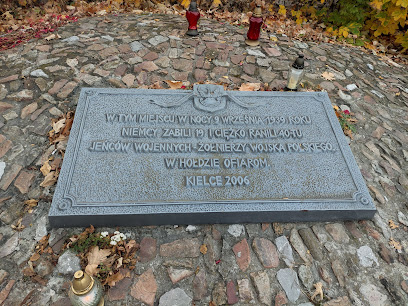 W TYM MIEJSCU W NOCY 9 WRZEŚNIA 1939 ROKU
NIEMCY ZABILI 19 I CIĘŻKO RANILI 40-TU
JEŃCÓW WOJENNYCH - ŻOŁNIERZY WOJSKA POLSKIEGO.
W HOŁDZIE OFIAROM.
KIELCE 2006